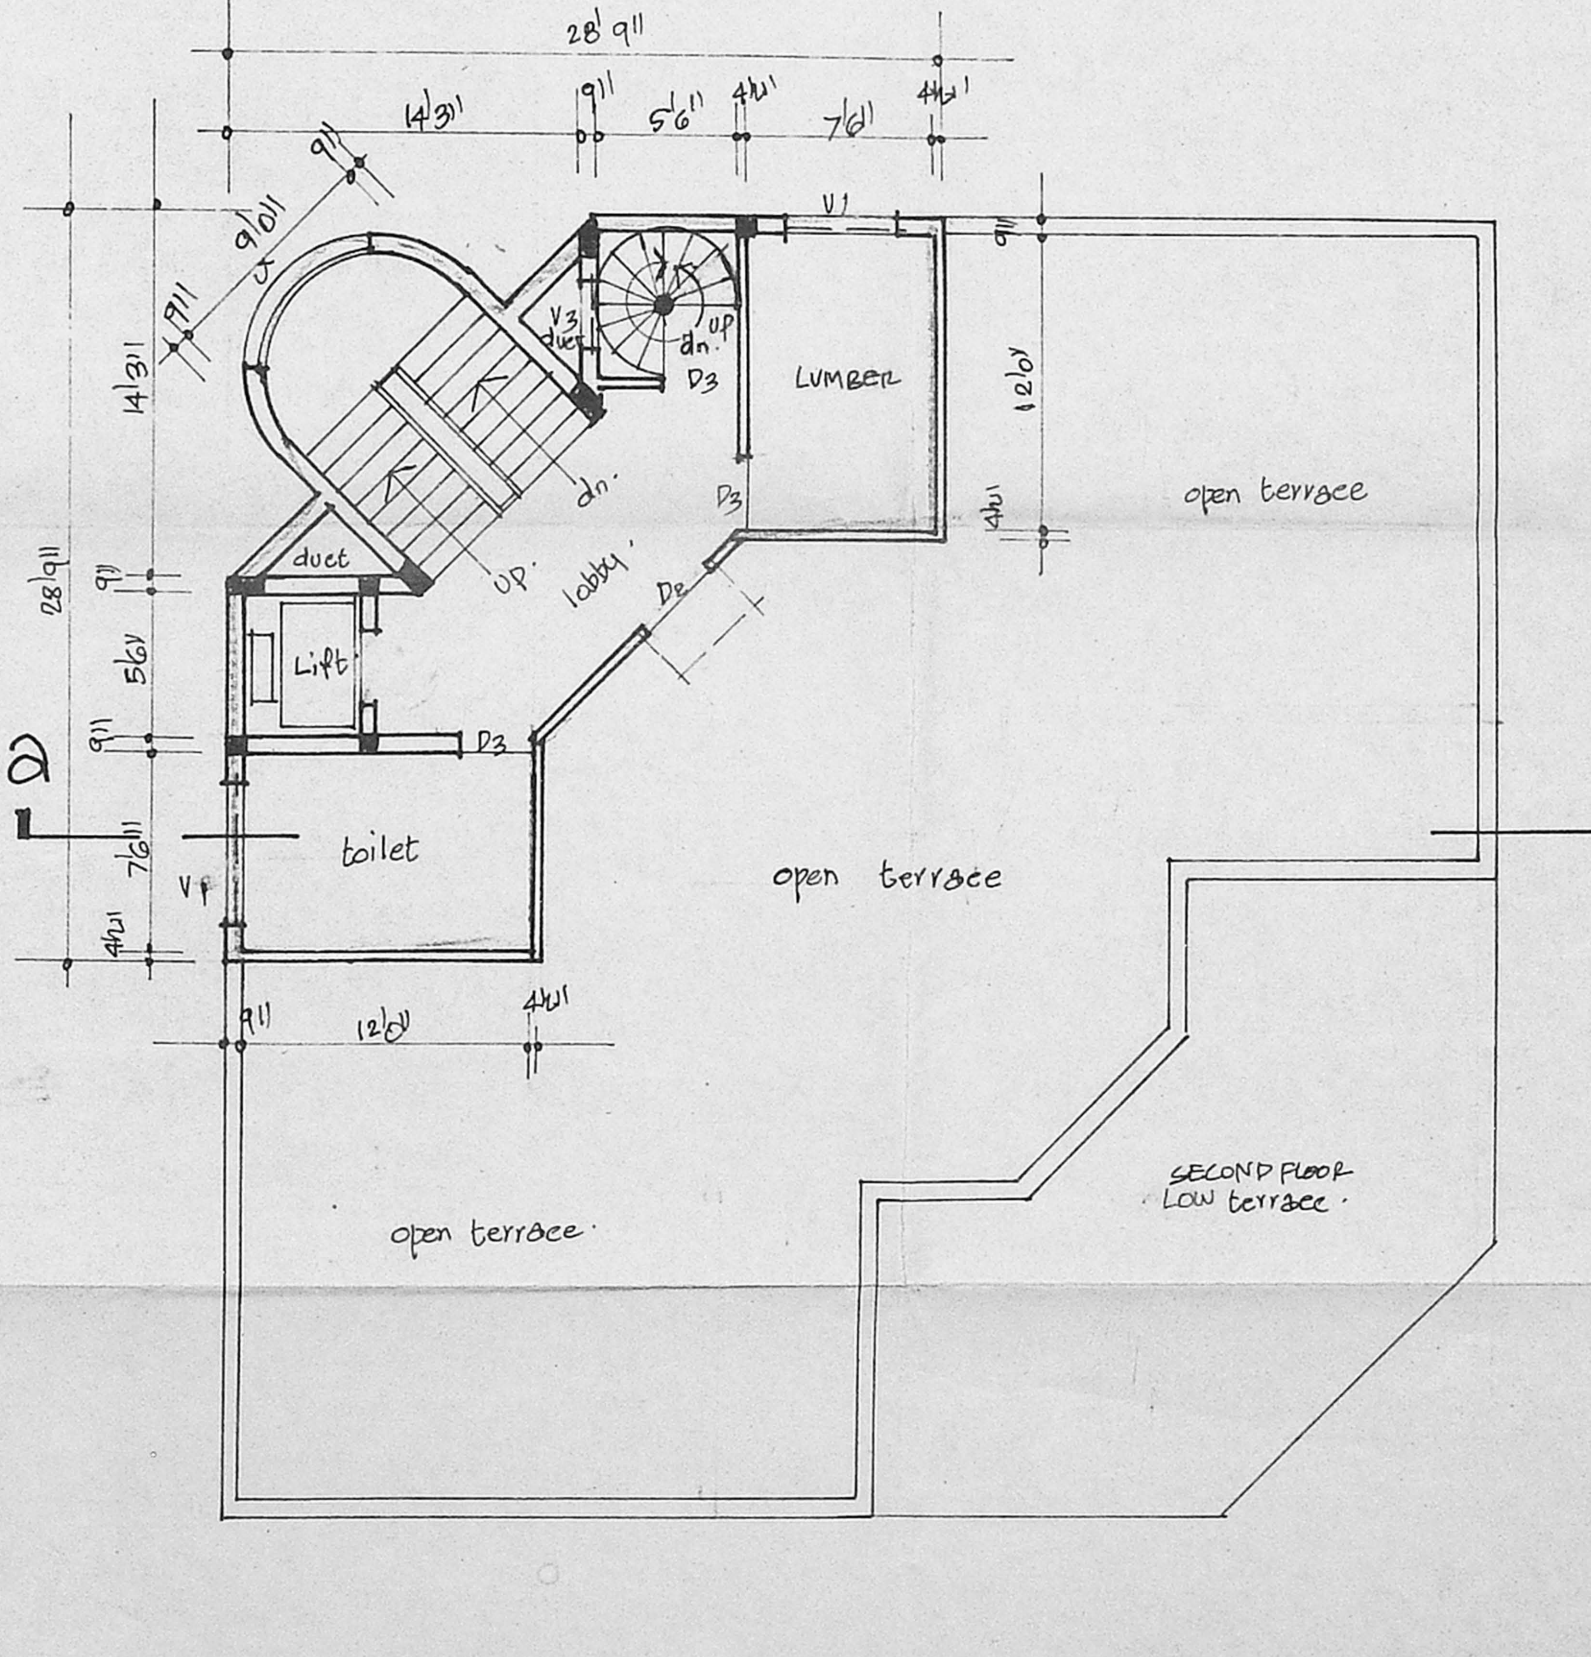 28'9"
14'3"
9"
5'6"
4½"
7'6"
4½"
9"
9'0"
9"
V1
9"
V3
duct
up
dn.
D3
LUMBER
12'0"
14'3"
open terrace
dn.
D3
4½"
duct
up.
lobby
28'9"
9"
5'6"
Lift
9"
D3
7'6"
toilet
open terrace
4½"
9"
12'0"
4½"
SECOND FLOOR
LOW terrace.
open terrace.